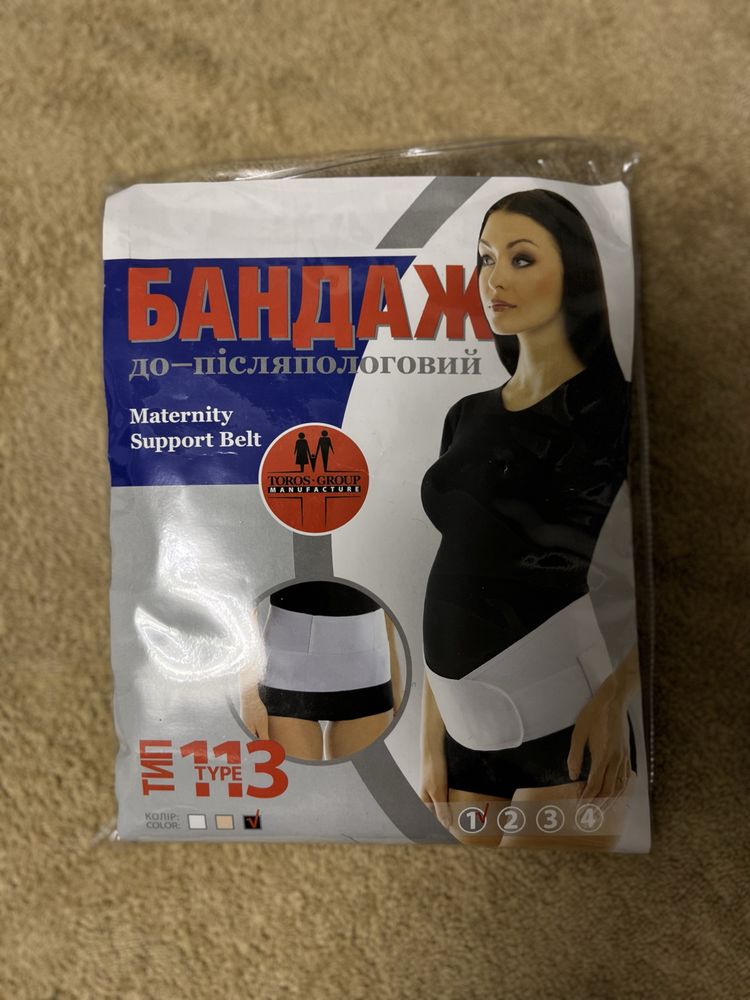 БАНДАЖ
до–післяпологовий
Maternity
Support Belt
TOROS·GROUP
MANUFACTURE
ТИП 113
TYPE
КОЛІР:
COLOR:
1 2 3 4